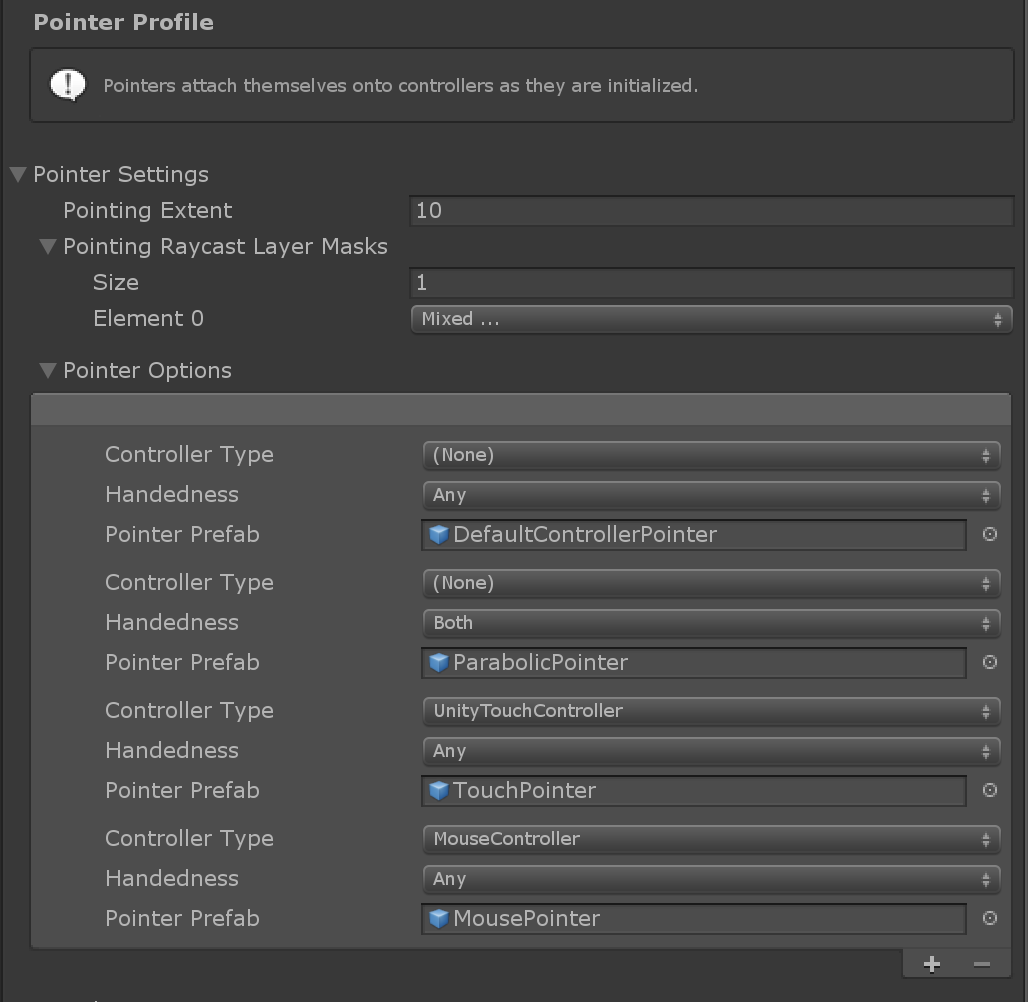 Pointer Profile
Pointers attach themselves onto controllers as they are initialized.
Pointer Settings
Pointing Extent 10
Pointing Raycast Layer Masks
Size 1
Element 0 Mixed ...
Pointer Options
Controller Type (None)
Handedness Any
Pointer Prefab DefaultControllerPointer
Controller Type (None)
Handedness Both
Pointer Prefab ParabolicPointer
Controller Type UnityTouchController
Handedness Any
Pointer Prefab TouchPointer
Controller Type MouseController
Handedness Any
Pointer Prefab MousePointer